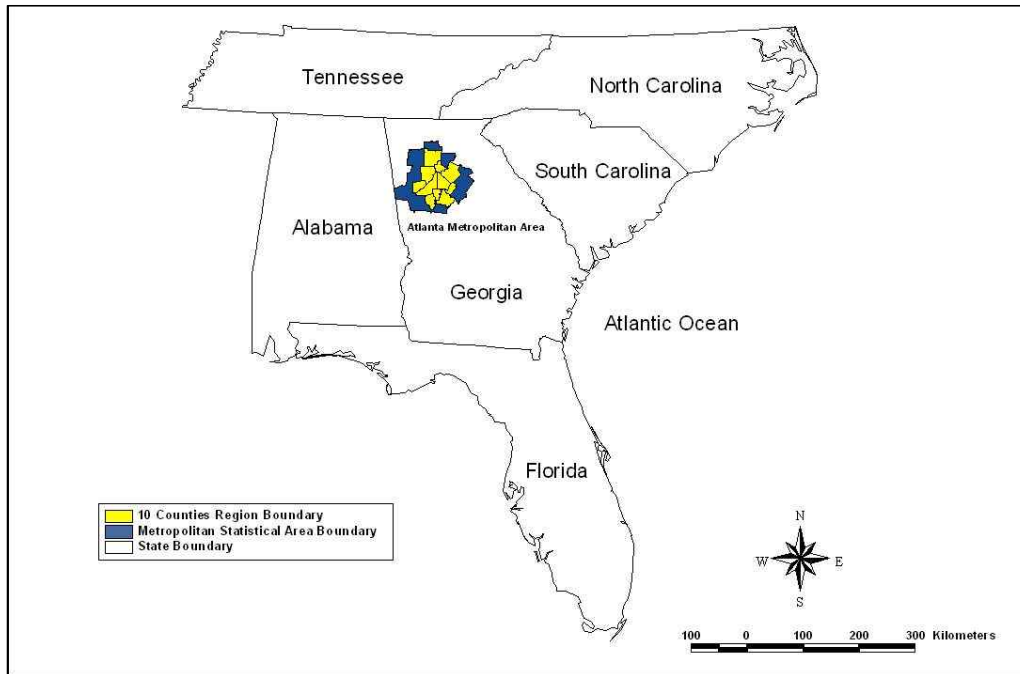 Tennessee
North Carolina
South Carolina
Alabama
Atlanta Metropolitan Area
Georgia
Atlantic Ocean
Florida
10 Counties Region Boundary
Metropolitan Statistical Area Boundary
State Boundary
N
W E
S
100 0 100 200 300 Kilometers